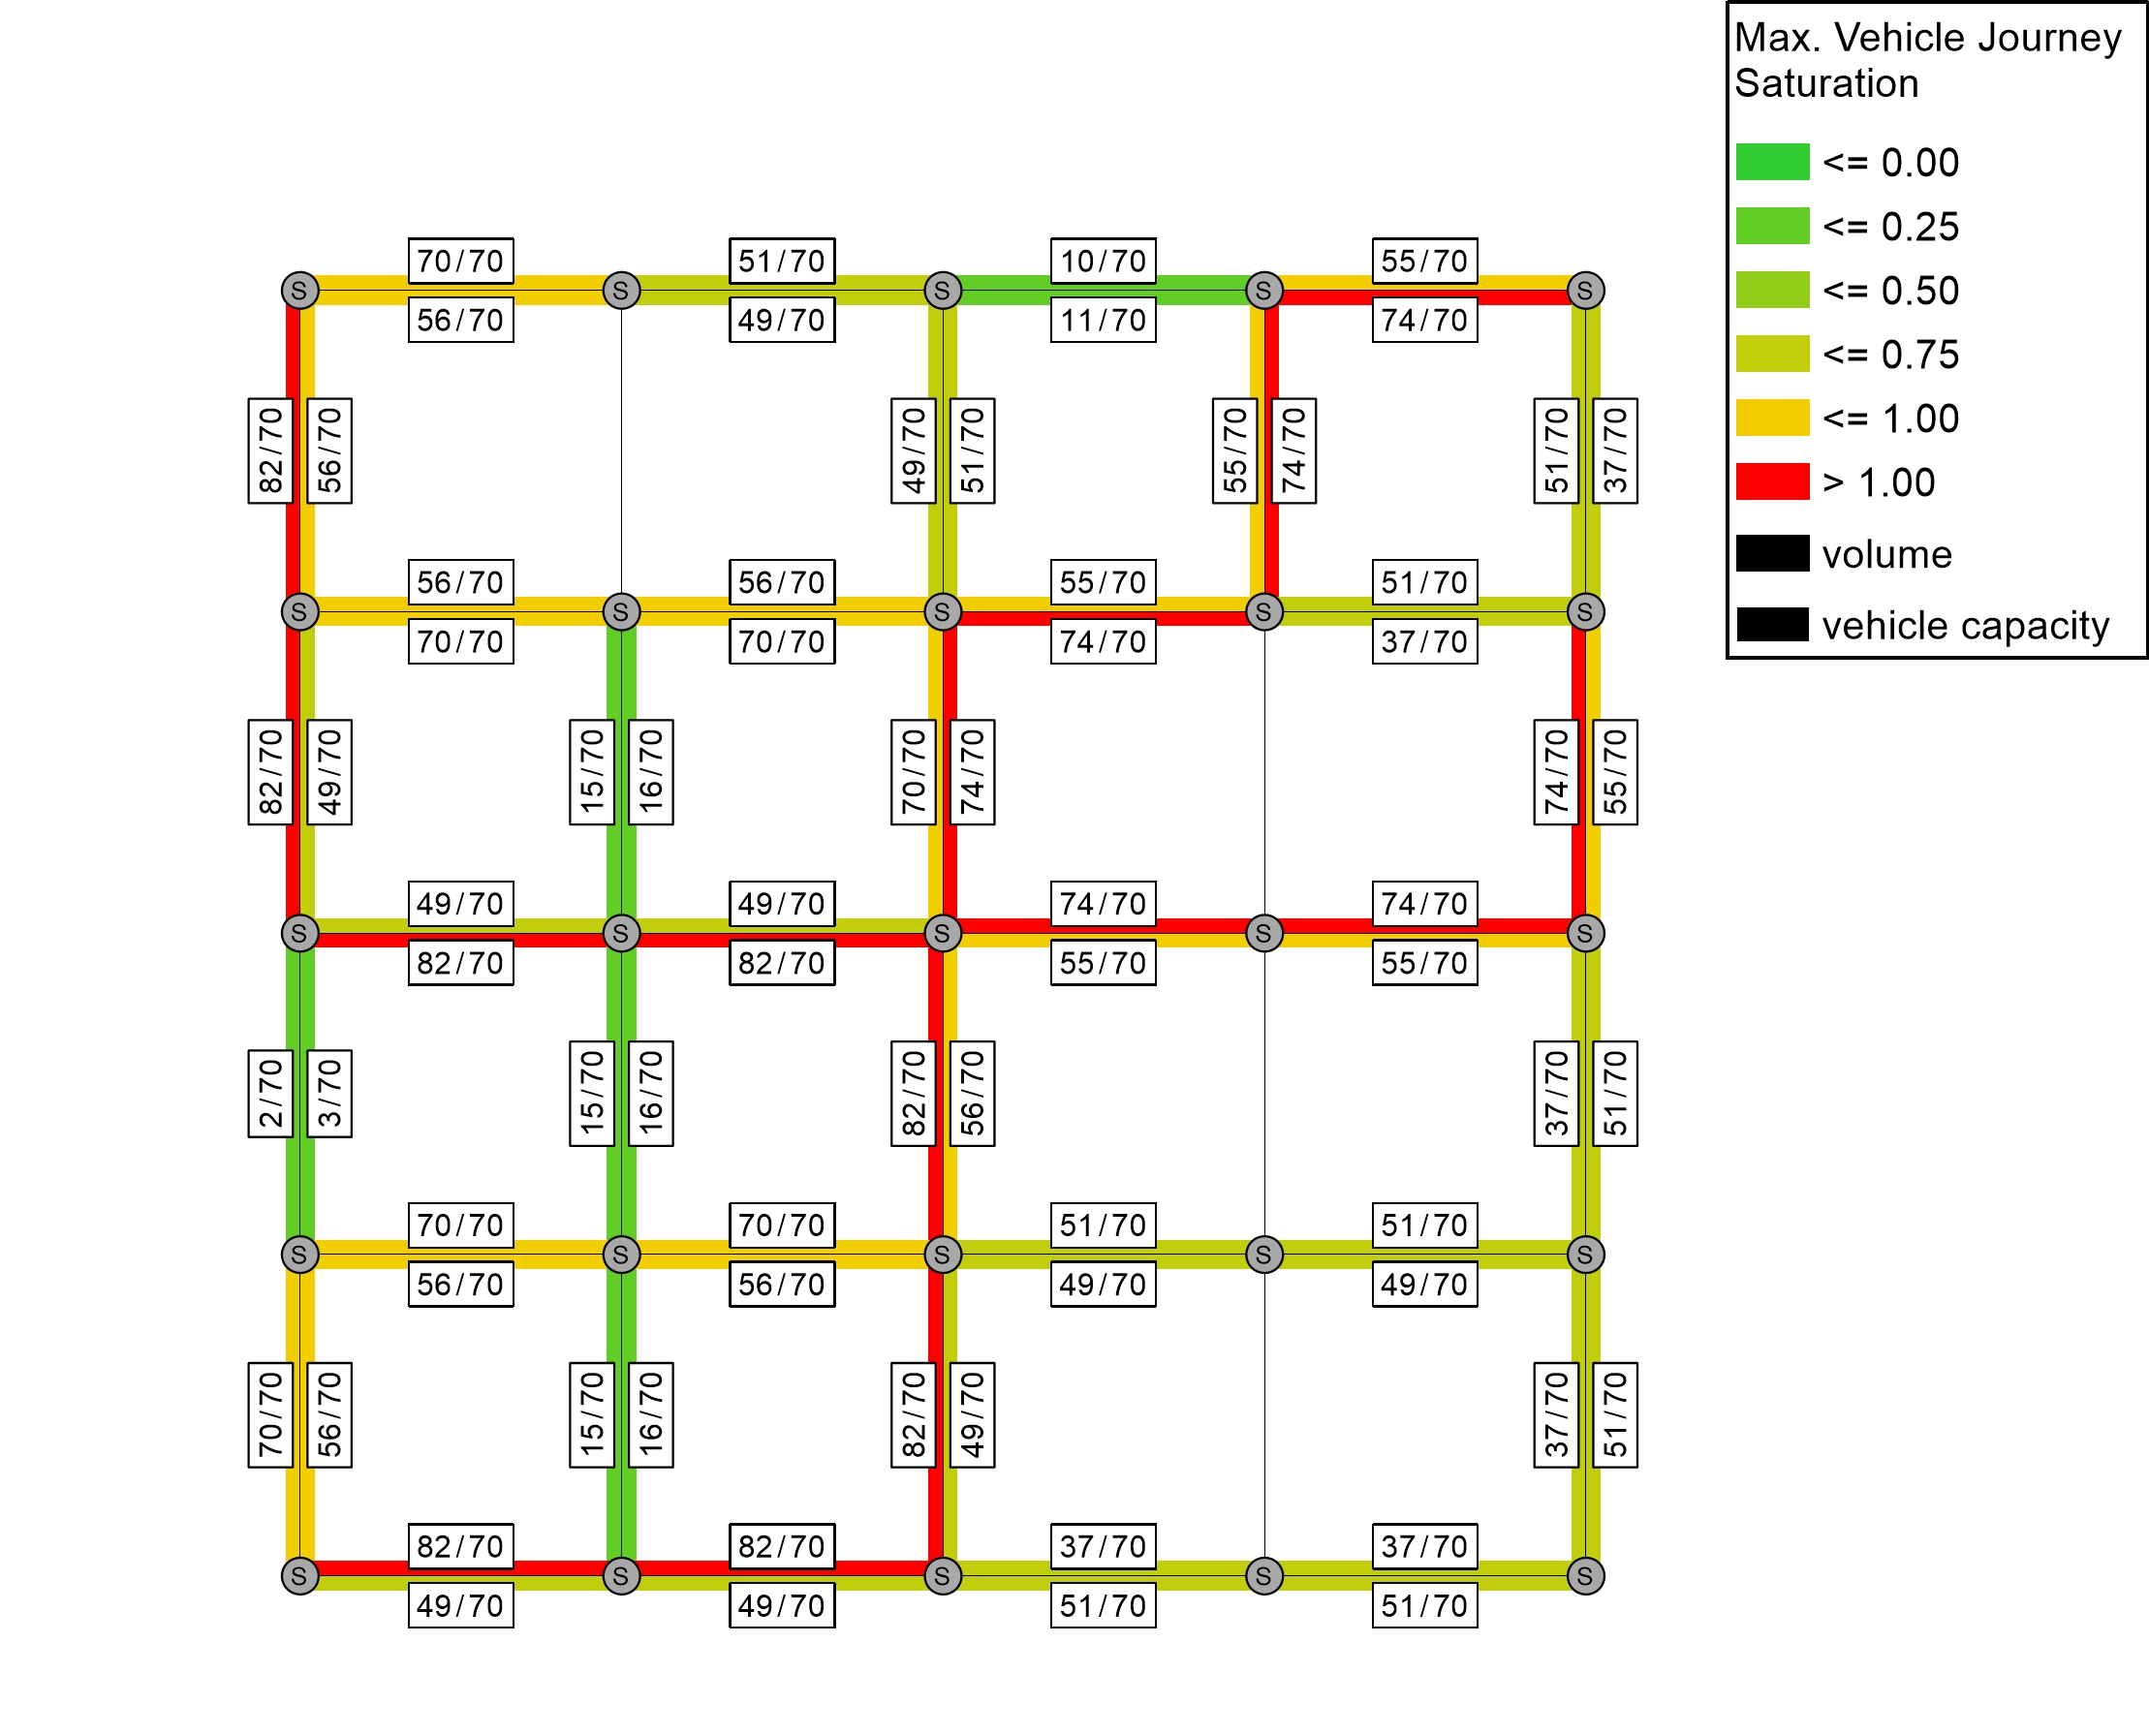 Max. Vehicle Journey
Saturation
<= 0.00
<= 0.25
<= 0.50
<= 0.75
<= 1.00
> 1.00
volume
vehicle capacity
70/70 51/70 10/70 55/70
S S S S S
56/70 49/70 11/70 74/70
82/70 56/70 49/70 51/70 55/70 74/70 51/70 37/70
56/70 56/70 55/70 51/70
S S S S S
70/70 70/70 74/70 37/70
82/70 49/70 15/70 16/70 70/70 74/70 74/70 55/70
49/70 49/70 74/70 74/70
S S S S S
82/70 82/70 55/70 55/70
2/70 3/70 15/70 16/70 82/70 56/70 37/70 51/70
70/70 70/70 51/70 51/70
S S S S S
56/70 56/70 49/70 49/70
70/70 56/70 15/70 16/70 82/70 49/70 37/70 51/70
82/70 82/70 37/70 37/70
S S S S S
49/70 49/70 51/70 51/70